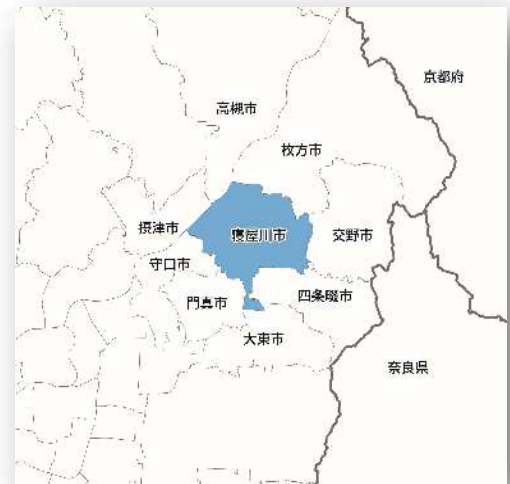 京都府
高槻市
枚方市
摂津市
寝屋川市
交野市
守口市
門真市
四条畷市
大東市
奈良県